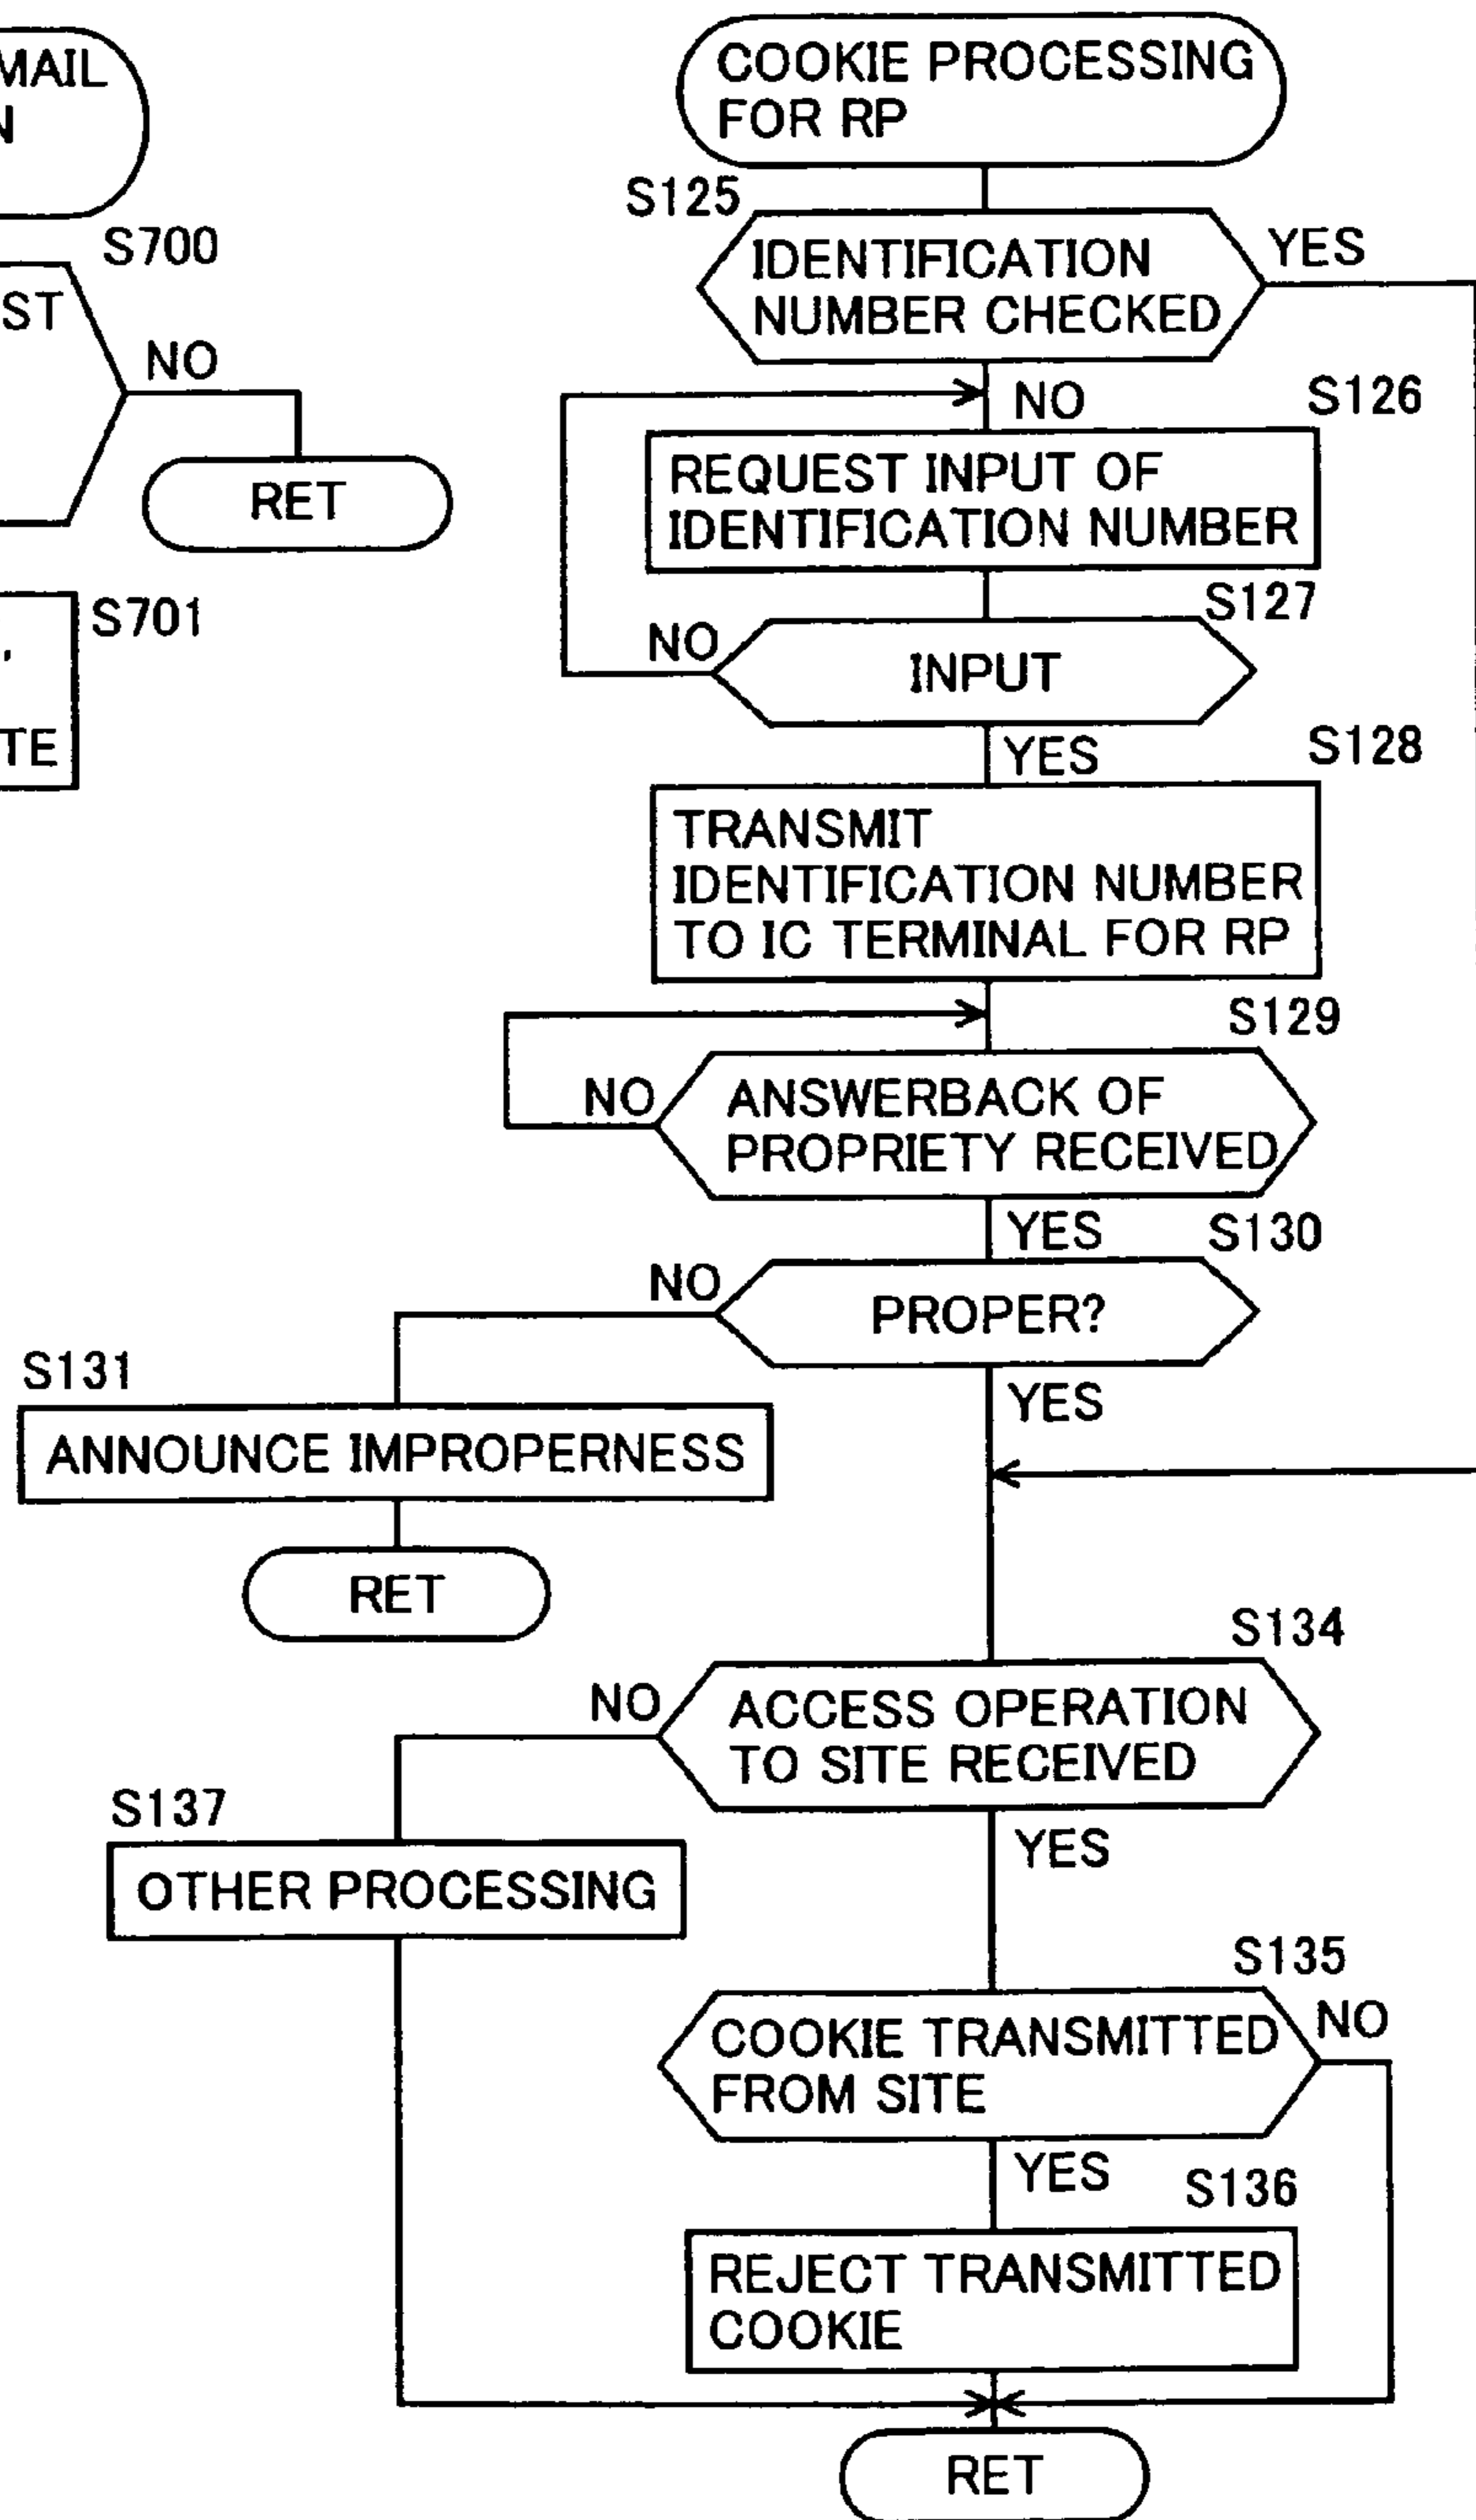 MAIL
N
S700
ST
NO
RET
S701
TE
COOKIE PROCESSING
FOR RP
S125
IDENTIFICATION
NUMBER CHECKED
YES
NO
S126
REQUEST INPUT OF
IDENTIFICATION NUMBER
S127
NO
INPUT
YES
S128
TRANSMIT
IDENTIFICATION NUMBER
TO IC TERMINAL FOR RP
S129
NO
ANSWERBACK OF
PROPRIETY RECEIVED
YES
S130
NO
PROPER?
YES
S131
ANNOUNCE IMPROPERNESS
RET
S134
NO
ACCESS OPERATION
TO SITE RECEIVED
YES
S137
OTHER PROCESSING
S135
COOKIE TRANSMITTED
FROM SITE
NO
YES
S136
REJECT TRANSMITTED
COOKIE
RET